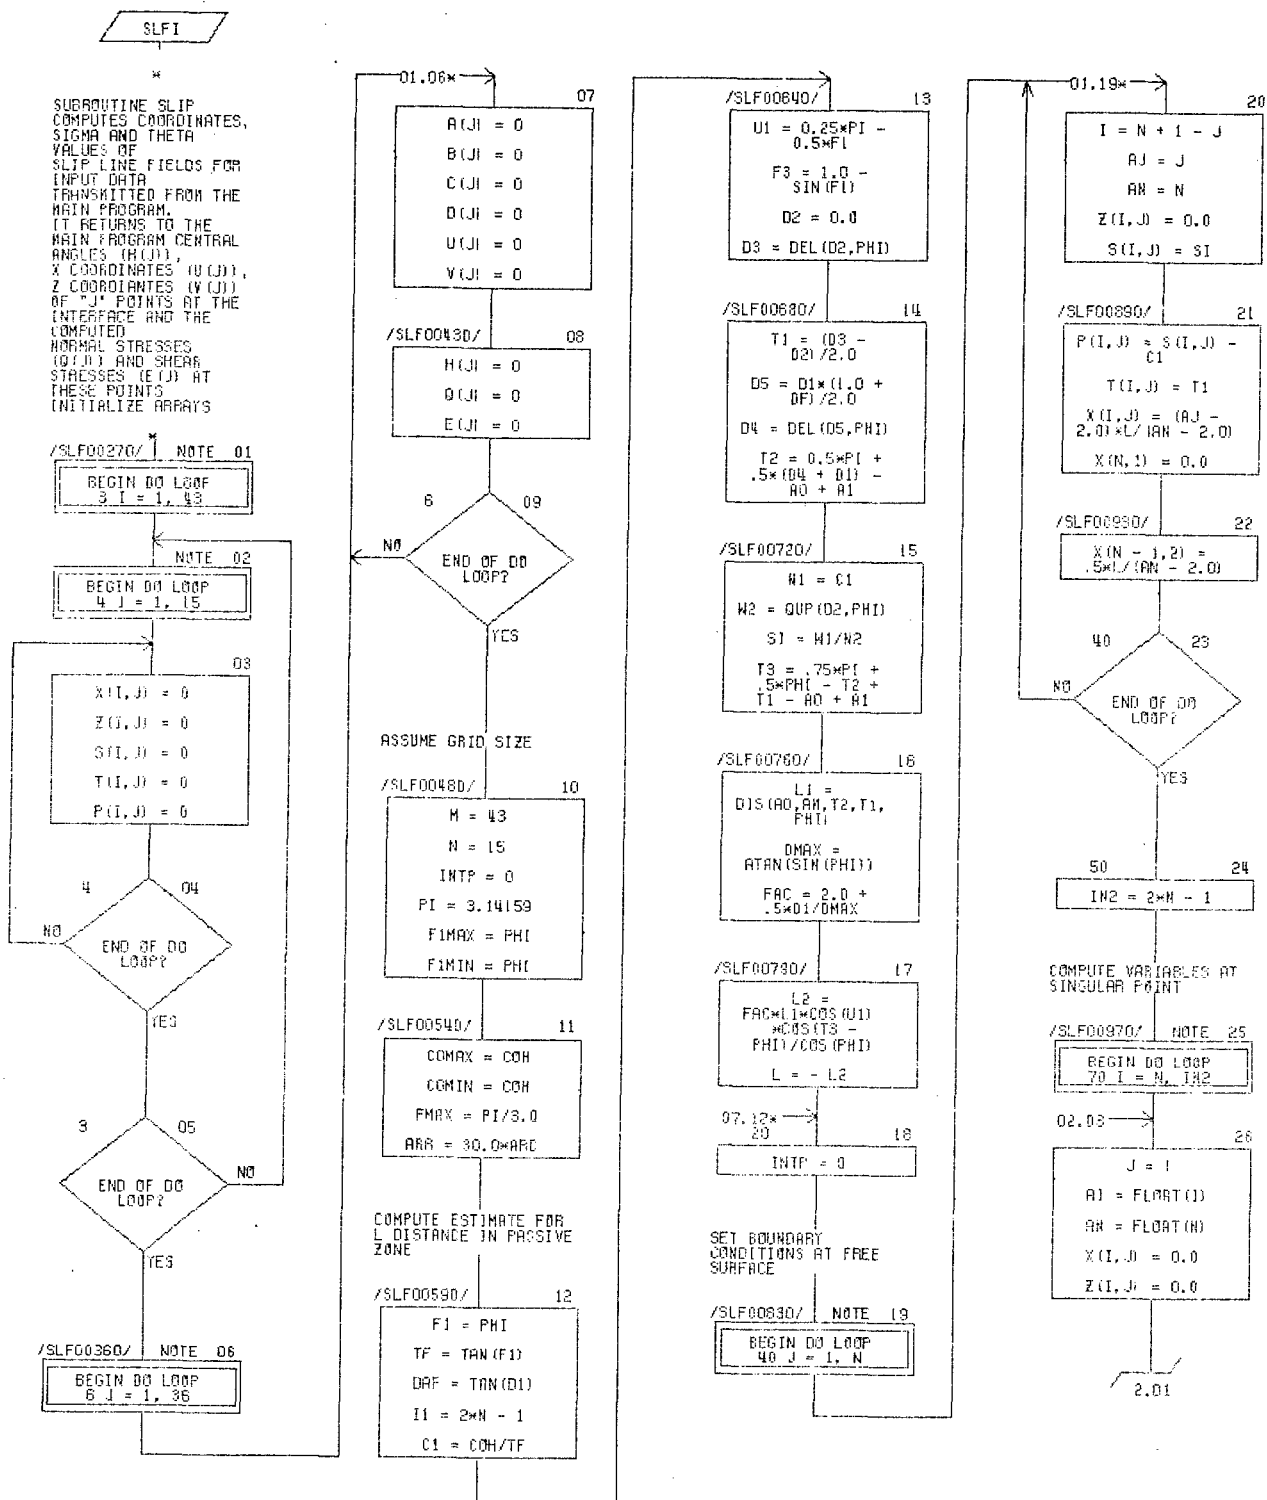 SLFI
*
SUBROUTINE SLIP
COMPUTES COORDINATES,
SIGMA AND THETA
VALUES OF
SLIP LINE FIELDS FOR
INPUT DATA
TRANSMITTED FROM THE
MAIN PROGRAM.
IT RETURNS TO THE
MAIN PROGRAM CENTRAL
ANGLES (H(J)),
X COORDINATES (U(J)),
Z COORDIANTES (V(J))
OF "J" POINTS AT THE
INTERFACE AND THE
COMPUTED
NORMAL STRESSES
(Q(J)) AND SHEAR
STRESSES (E(J)) AT
THESE POINTS
INITIALIZE ARRAYS
*
/SLF00270/ NOTE 01
BEGIN DO LOOP
3 I = 1, 43
NOTE 02
BEGIN DO LOOP
4 J = 1, 15
03
X(I,J) = 0
Z(I,J) = 0
S(I,J) = 0
T(I,J) = 0
P(I,J) = 0
4 04
NO
END OF DO
LOOP?
YES
3 05
NO
END OF DO
LOOP?
YES
/SLF00360/ NOTE 06
BEGIN DO LOOP
6 J = 1, 36
01.06*
07
A(J) = 0
B(J) = 0
C(J) = 0
D(J) = 0
U(J) = 0
V(J) = 0
/SLF00430/ 08
H(J) = 0
Q(J) = 0
E(J) = 0
6 09
NO
END OF DO
LOOP?
YES
ASSUME GRID SIZE
/SLF00480/ 10
M = 43
N = 15
INTP = 0
PI = 3.14159
F1MAX = PHI
F1MIN = PHI
/SLF00540/ 11
COMAX = COH
COMIN = COH
FMAX = PI/3.0
ARR = 30.0*ARD
COMPUTE ESTIMATE FOR
L DISTANCE IN PASSIVE
ZONE
/SLF00590/ 12
F1 = PHI
TF = TAN(F1)
DAF = TAN(D1)
I1 = 2*N - 1
C1 = COH/TF
/SLF00640/ 13
U1 = 0.25*PI -
0.5*F1
F3 = 1.0 -
SIN(F1)
D2 = 0.0
D3 = DEL(D2,PHI)
/SLF00680/ 14
T1 = (D3 -
D2)/2.0
D5 = D1*(1.0 +
DF)/2.0
D4 = DEL(D5,PHI)
T2 = 0.5*PI +
.5*(D4 + D1) -
A0 + A1
/SLF00720/ 15
W1 = C1
W2 = QUP(D2,PHI)
SI = W1/W2
T3 = .75*PI +
.5*PHI - T2 +
T1 - A0 + A1
/SLF00760/ 16
L1 =
DIS(A0,AM,T2,T1,
PHI)
DMAX =
ATAN(SIN(PHI))
FAC = 2.0 +
.5*D1/DMAX
/SLF00790/ 17
L2 =
FAC*L1*COS(U1)
*COS(T3 -
PHI)/COS(PHI)
L = - L2
07.12*
20 18
INTP = 0
SET BOUNDARY
CONDITIONS AT FREE
SURFACE
/SLF00830/ NOTE 19
BEGIN DO LOOP
40 J = 1, N
01.19*
20
I = N + 1 - J
AJ = J
AN = N
Z(I,J) = 0.0
S(I,J) = SI
/SLF00890/ 21
P(I,J) = S(I,J) -
C1
T(I,J) = T1
X(I,J) = (AJ -
2.0)*L/(AN - 2.0)
X(N,1) = 0.0
/SLF00930/ 22
X(N - 1,2) =
.5*L/(AN - 2.0)
40 23
NO
END OF DO
LOOP?
YES
50 24
IN2 = 2*N - 1
COMPUTE VARIABLES AT
SINGULAR POINT
/SLF00970/ NOTE 25
BEGIN DO LOOP
70 I = N, IN2
02.03
26
J = 1
AI = FLOAT(I)
AN = FLOAT(N)
X(I,J) = 0.0
Z(I,J) = 0.0
2.01